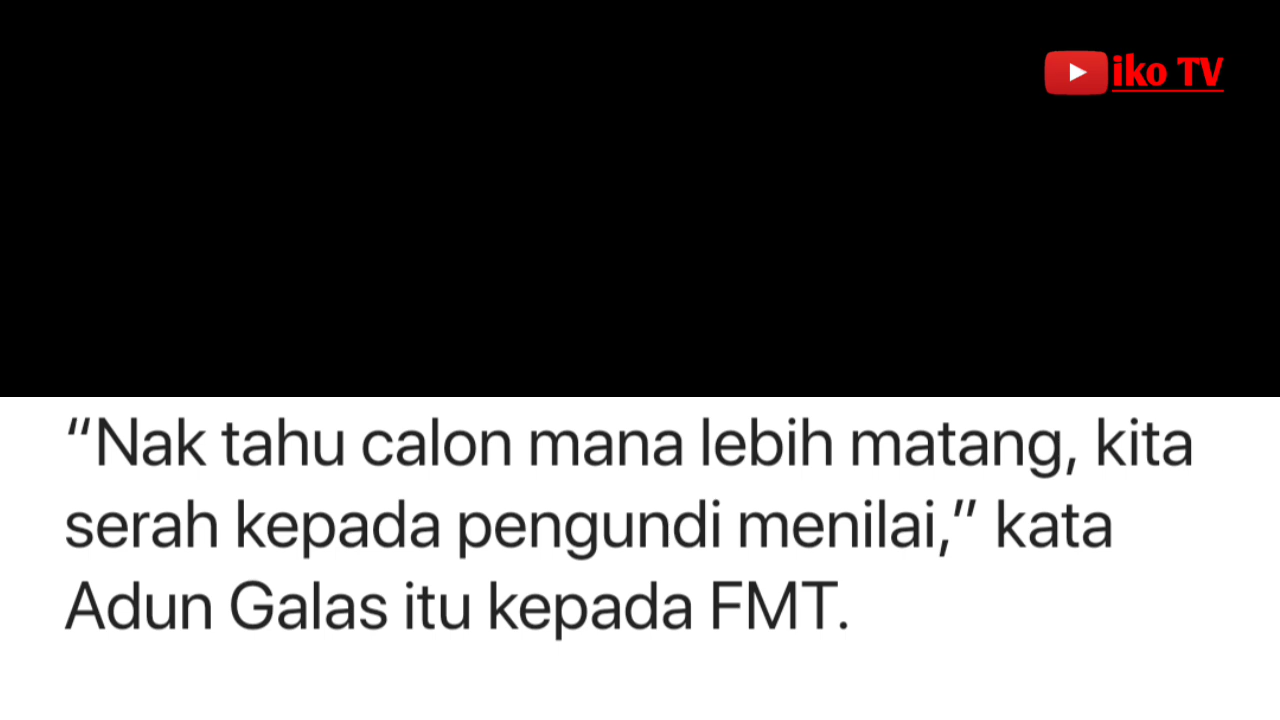 iko TV
“Nak tahu calon mana lebih matang, kita
serah kepada pengundi menilai,” kata
Adun Galas itu kepada FMT.